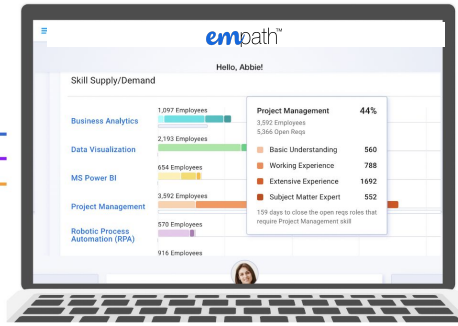 empath™
Hello, Abbie!
Skill Supply/Demand
1,097 Employees
Business Analytics
2,193 Employees
Data Visualization
654 Employees
MS Power BI
3,592 Employees
Project Management
570 Employees
Robotic Process
Automation (RPA)
916 Employees
Project Management 44%
3,592 Employees
5,366 Open Reqs
Basic Understanding 560
Working Experience 788
Extensive Experience 1692
Subject Matter Expert 552
159 days to close the open reqs roles that
require Project Management skill